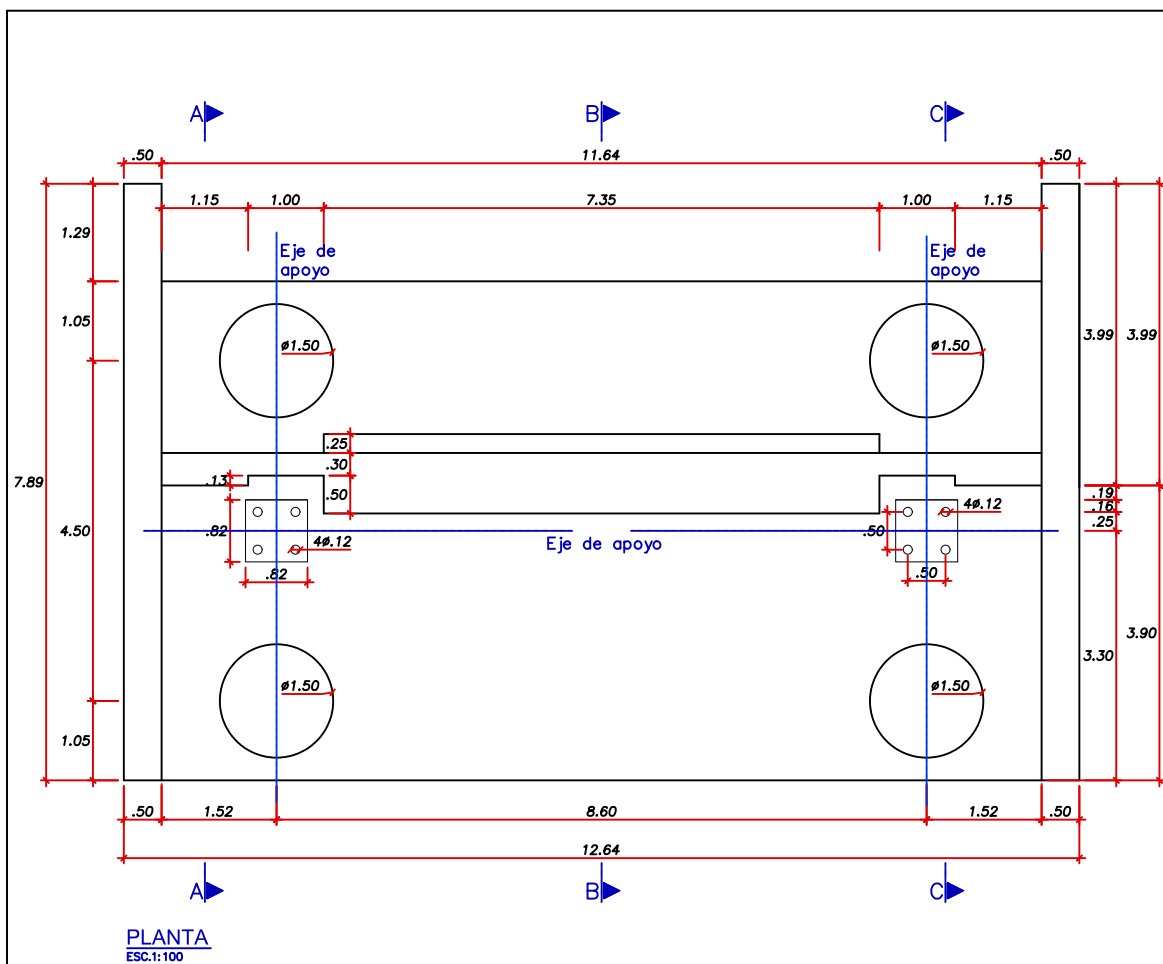 A
B
C
.50
11.64
.50
1.15
1.00
7.35
1.00
1.15
1.29
Eje de
apoyo
Eje de
apoyo
1.05
ø1.50
ø1.50
3.99
3.99
.25
.30
.13
.50
7.89
.19
.16
.25
4ø.12
.82
4.50
.50
Eje de apoyo
4ø.12
.82
.50
3.30
3.90
ø1.50
ø1.50
1.05
.50
1.52
8.60
1.52
.50
12.64
A
B
C
PLANTA
ESC.1:100